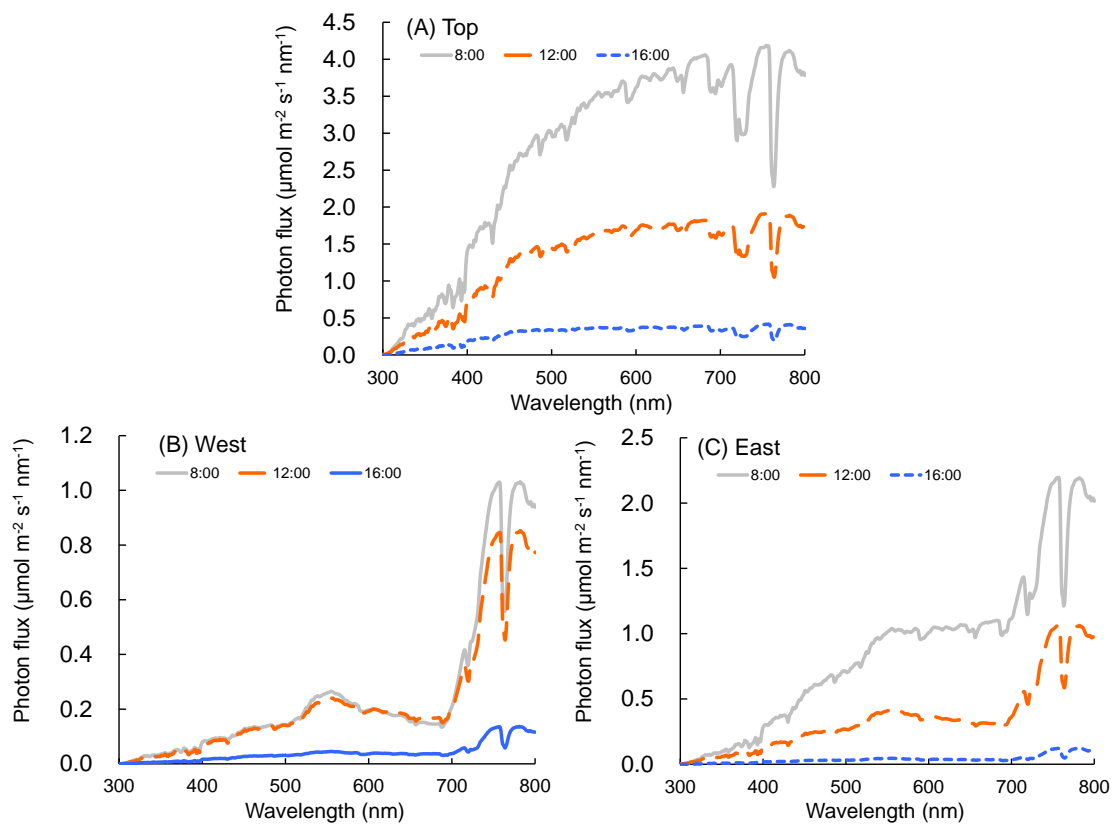 (A) Top
8:00 12:00 16:00
Photon flux (µmol m⁻² s⁻¹ nm⁻¹)
4.5
4.0
3.5
3.0
2.5
2.0
1.5
1.0
0.5
0.0
300 400 500 600 700 800
Wavelength (nm)
(B) West
8:00 12:00 16:00
Photon flux (µmol m⁻² s⁻¹ nm⁻¹)
1.2
1.0
0.8
0.6
0.4
0.2
0.0
300 400 500 600 700 800
Wavelength (nm)
(C) East
8:00 12:00 16:00
Photon flux (µmol m⁻² s⁻¹ nm⁻¹)
2.5
2.0
1.5
1.0
0.5
0.0
300 400 500 600 700 800
Wavelength (nm)